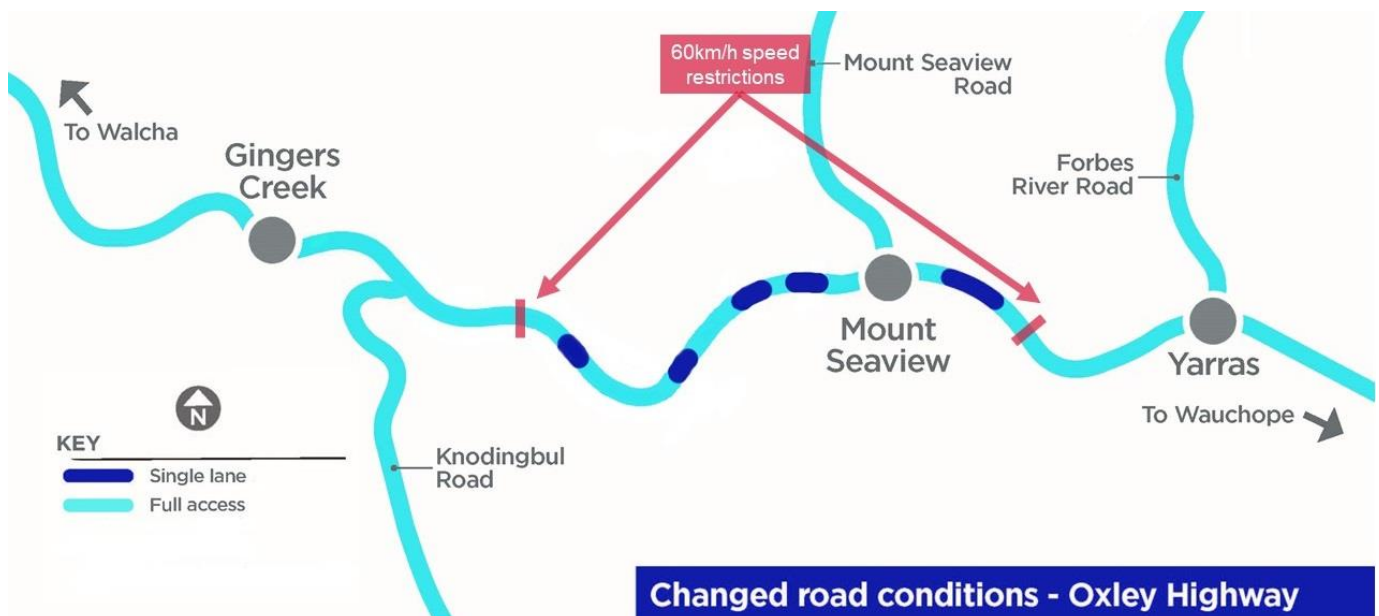 60km/h speed
restrictions
Mount Seaview
Road
To Walcha
Gingers
Creek
Forbes
River Road
Mount
Seaview
Yarras
To Wauchope
N
KEY
Single lane
Full access
Knodingbul
Road
Changed road conditions - Oxley Highway